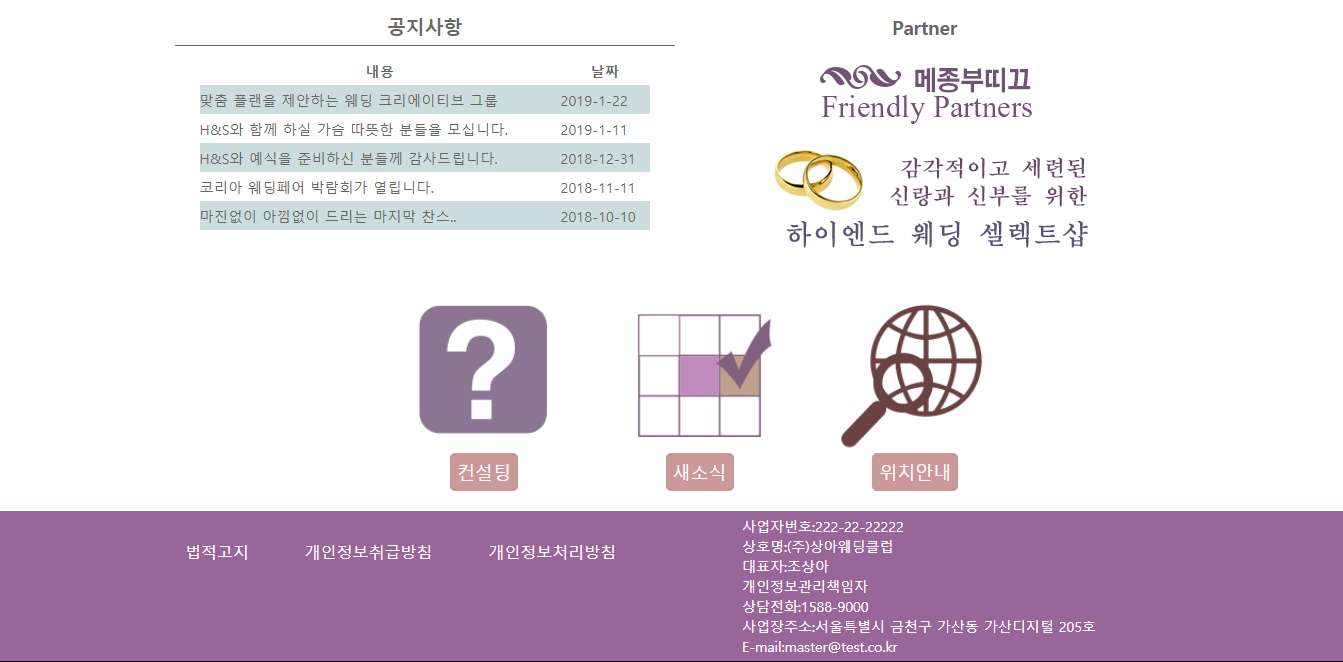 공지사항
내용 날짜
맞춤 플랜을 제안하는 웨딩 크리에이티브 그룹 2019-1-22
H&S와 함께 하실 가슴 따뜻한 분들을 모십니다. 2019-1-11
H&S와 예식을 준비하신 분들께 감사드립니다. 2018-12-31
코리아 웨딩페어 박람회가 열립니다. 2018-11-11
마진없이 아낌없이 드리는 마지막 찬스.. 2018-10-10
Partner
메종부띠끄
Friendly Partners
감각적이고 세련된
신랑과 신부를 위한
하이엔드 웨딩 셀렉트샵
?
컨설팅
새소식
위치안내
법적고지 개인정보취급방침 개인정보처리방침
사업자번호:222-22-22222
상호명:(주)상아웨딩클럽
대표자:조상아
개인정보관리책임자
상담전화:1588-9000
사업장주소:서울특별시 금천구 가산동 가산디지털 205호
E-mail:master@test.co.kr